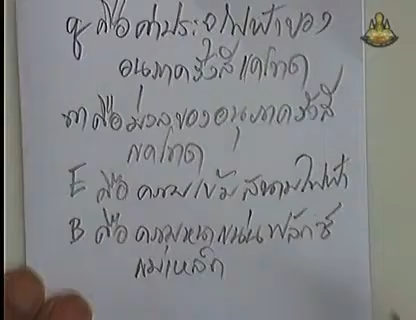 q คือค่าประจุไฟฟ้าของ
อนุภาครังสีแคโทด
m คือมวลของอนุภาครังสี
แคโทด
E คือ ความเข้มสนามไฟฟ้า
B คือ ความหนาแน่นฟลักซ์
แม่เหล็ก